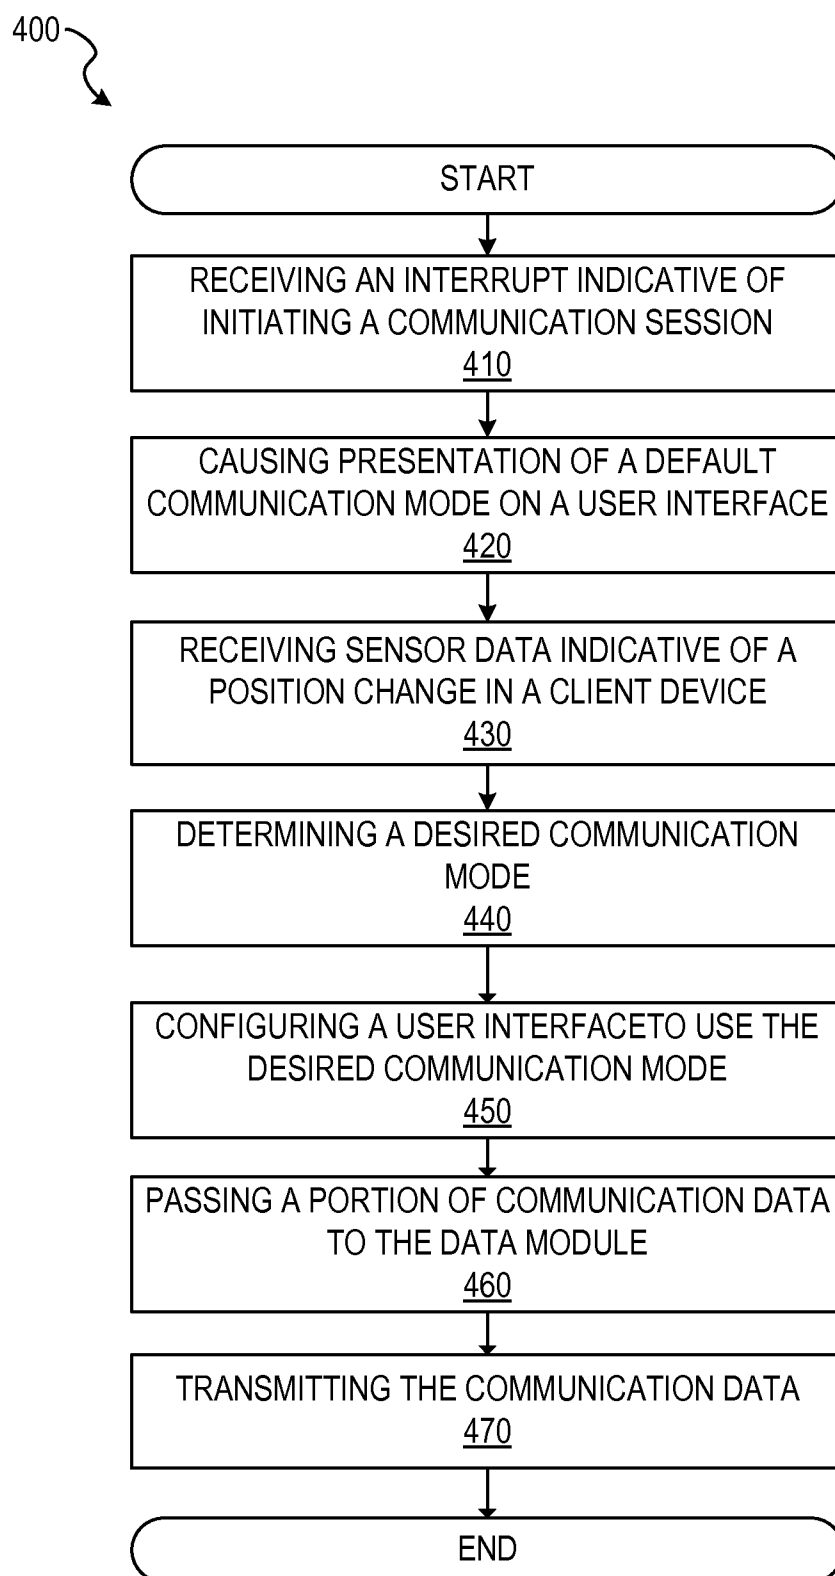 400
START
RECEIVING AN INTERRUPT INDICATIVE OF
INITIATING A COMMUNICATION SESSION
410
CAUSING PRESENTATION OF A DEFAULT
COMMUNICATION MODE ON A USER INTERFACE
420
RECEIVING SENSOR DATA INDICATIVE OF A
POSITION CHANGE IN A CLIENT DEVICE
430
DETERMINING A DESIRED COMMUNICATION
MODE
440
CONFIGURING A USER INTERFACETO USE THE
DESIRED COMMUNICATION MODE
450
PASSING A PORTION OF COMMUNICATION DATA
TO THE DATA MODULE
460
TRANSMITTING THE COMMUNICATION DATA
470
END